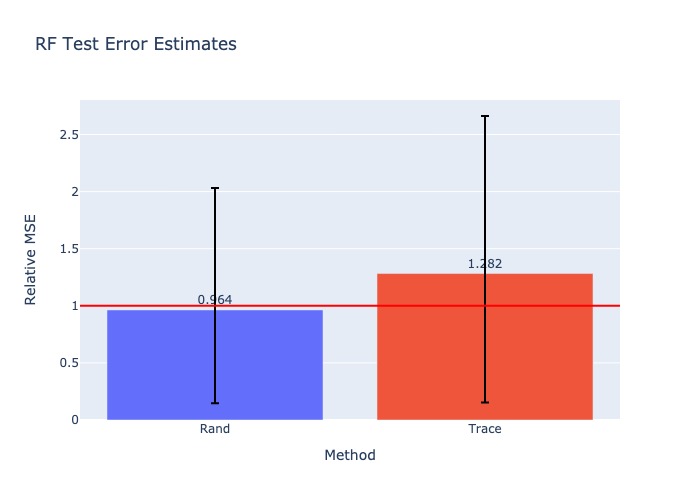 RF Test Error Estimates
Relative MSE
2.5
2
1.5
1
0.5
0
0.964
1.282
Rand
Trace
Method